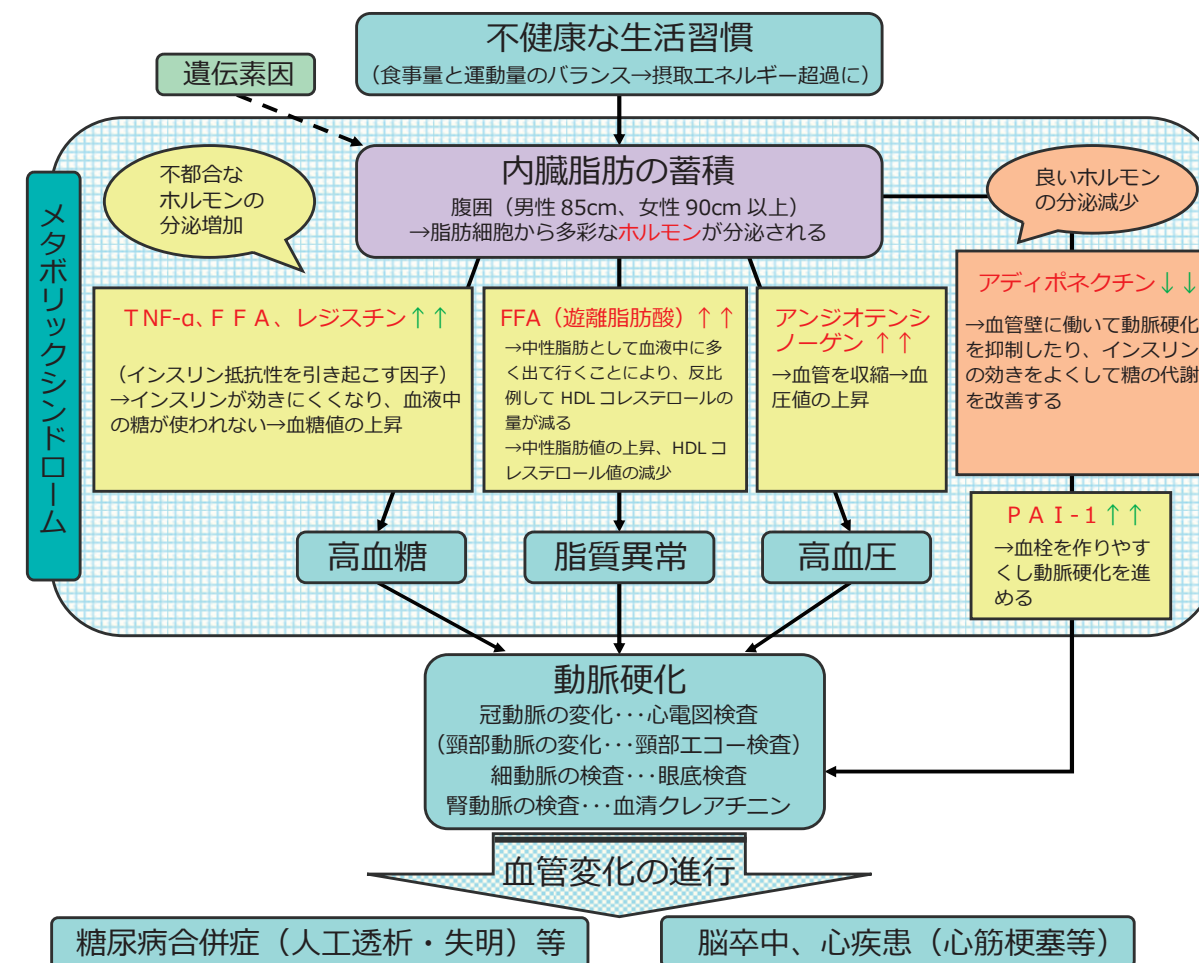 不健康な生活習慣
（食事量と運動量のバランス→摂取エネルギー超過に）
遺伝素因
メタボリックシンドローム
不都合な
ホルモンの
分泌増加
内臓脂肪の蓄積
腹囲（男性 85cm、女性 90cm 以上）
→脂肪細胞から多彩なホルモンが分泌される
良いホルモン
の分泌減少
ＴNF-α、ＦＦＡ、レジスチン↑↑
（インスリン抵抗性を引き起こす因子）
→インスリンが効きにくくなり、血液中
の糖が使われない→血糖値の上昇
FFA（遊離脂肪酸）↑↑
→中性脂肪として血液中に多
く出て行くことにより、反比
例して HDL コレステロールの
量が減る
→中性脂肪値の上昇、HDL コ
レステロール値の減少
アンジオテンシ
ノーゲン ↑↑
→血管を収縮→血
圧値の上昇
アディポネクチン↓↓
→血管壁に働いて動脈硬化
を抑制したり、インスリン
の効きをよくして糖の代謝
を改善する
ＰＡＩ-１↑↑
→血栓を作りやす
くし動脈硬化を進
める
高血糖
脂質異常
高血圧
動脈硬化
冠動脈の変化･･･心電図検査
（頸部動脈の変化･･･頸部エコー検査）
細動脈の検査･･･眼底検査
腎動脈の検査･･･血清クレアチニン
血管変化の進行
糖尿病合併症（人工透析・失明）等
脳卒中、心疾患（心筋梗塞等）